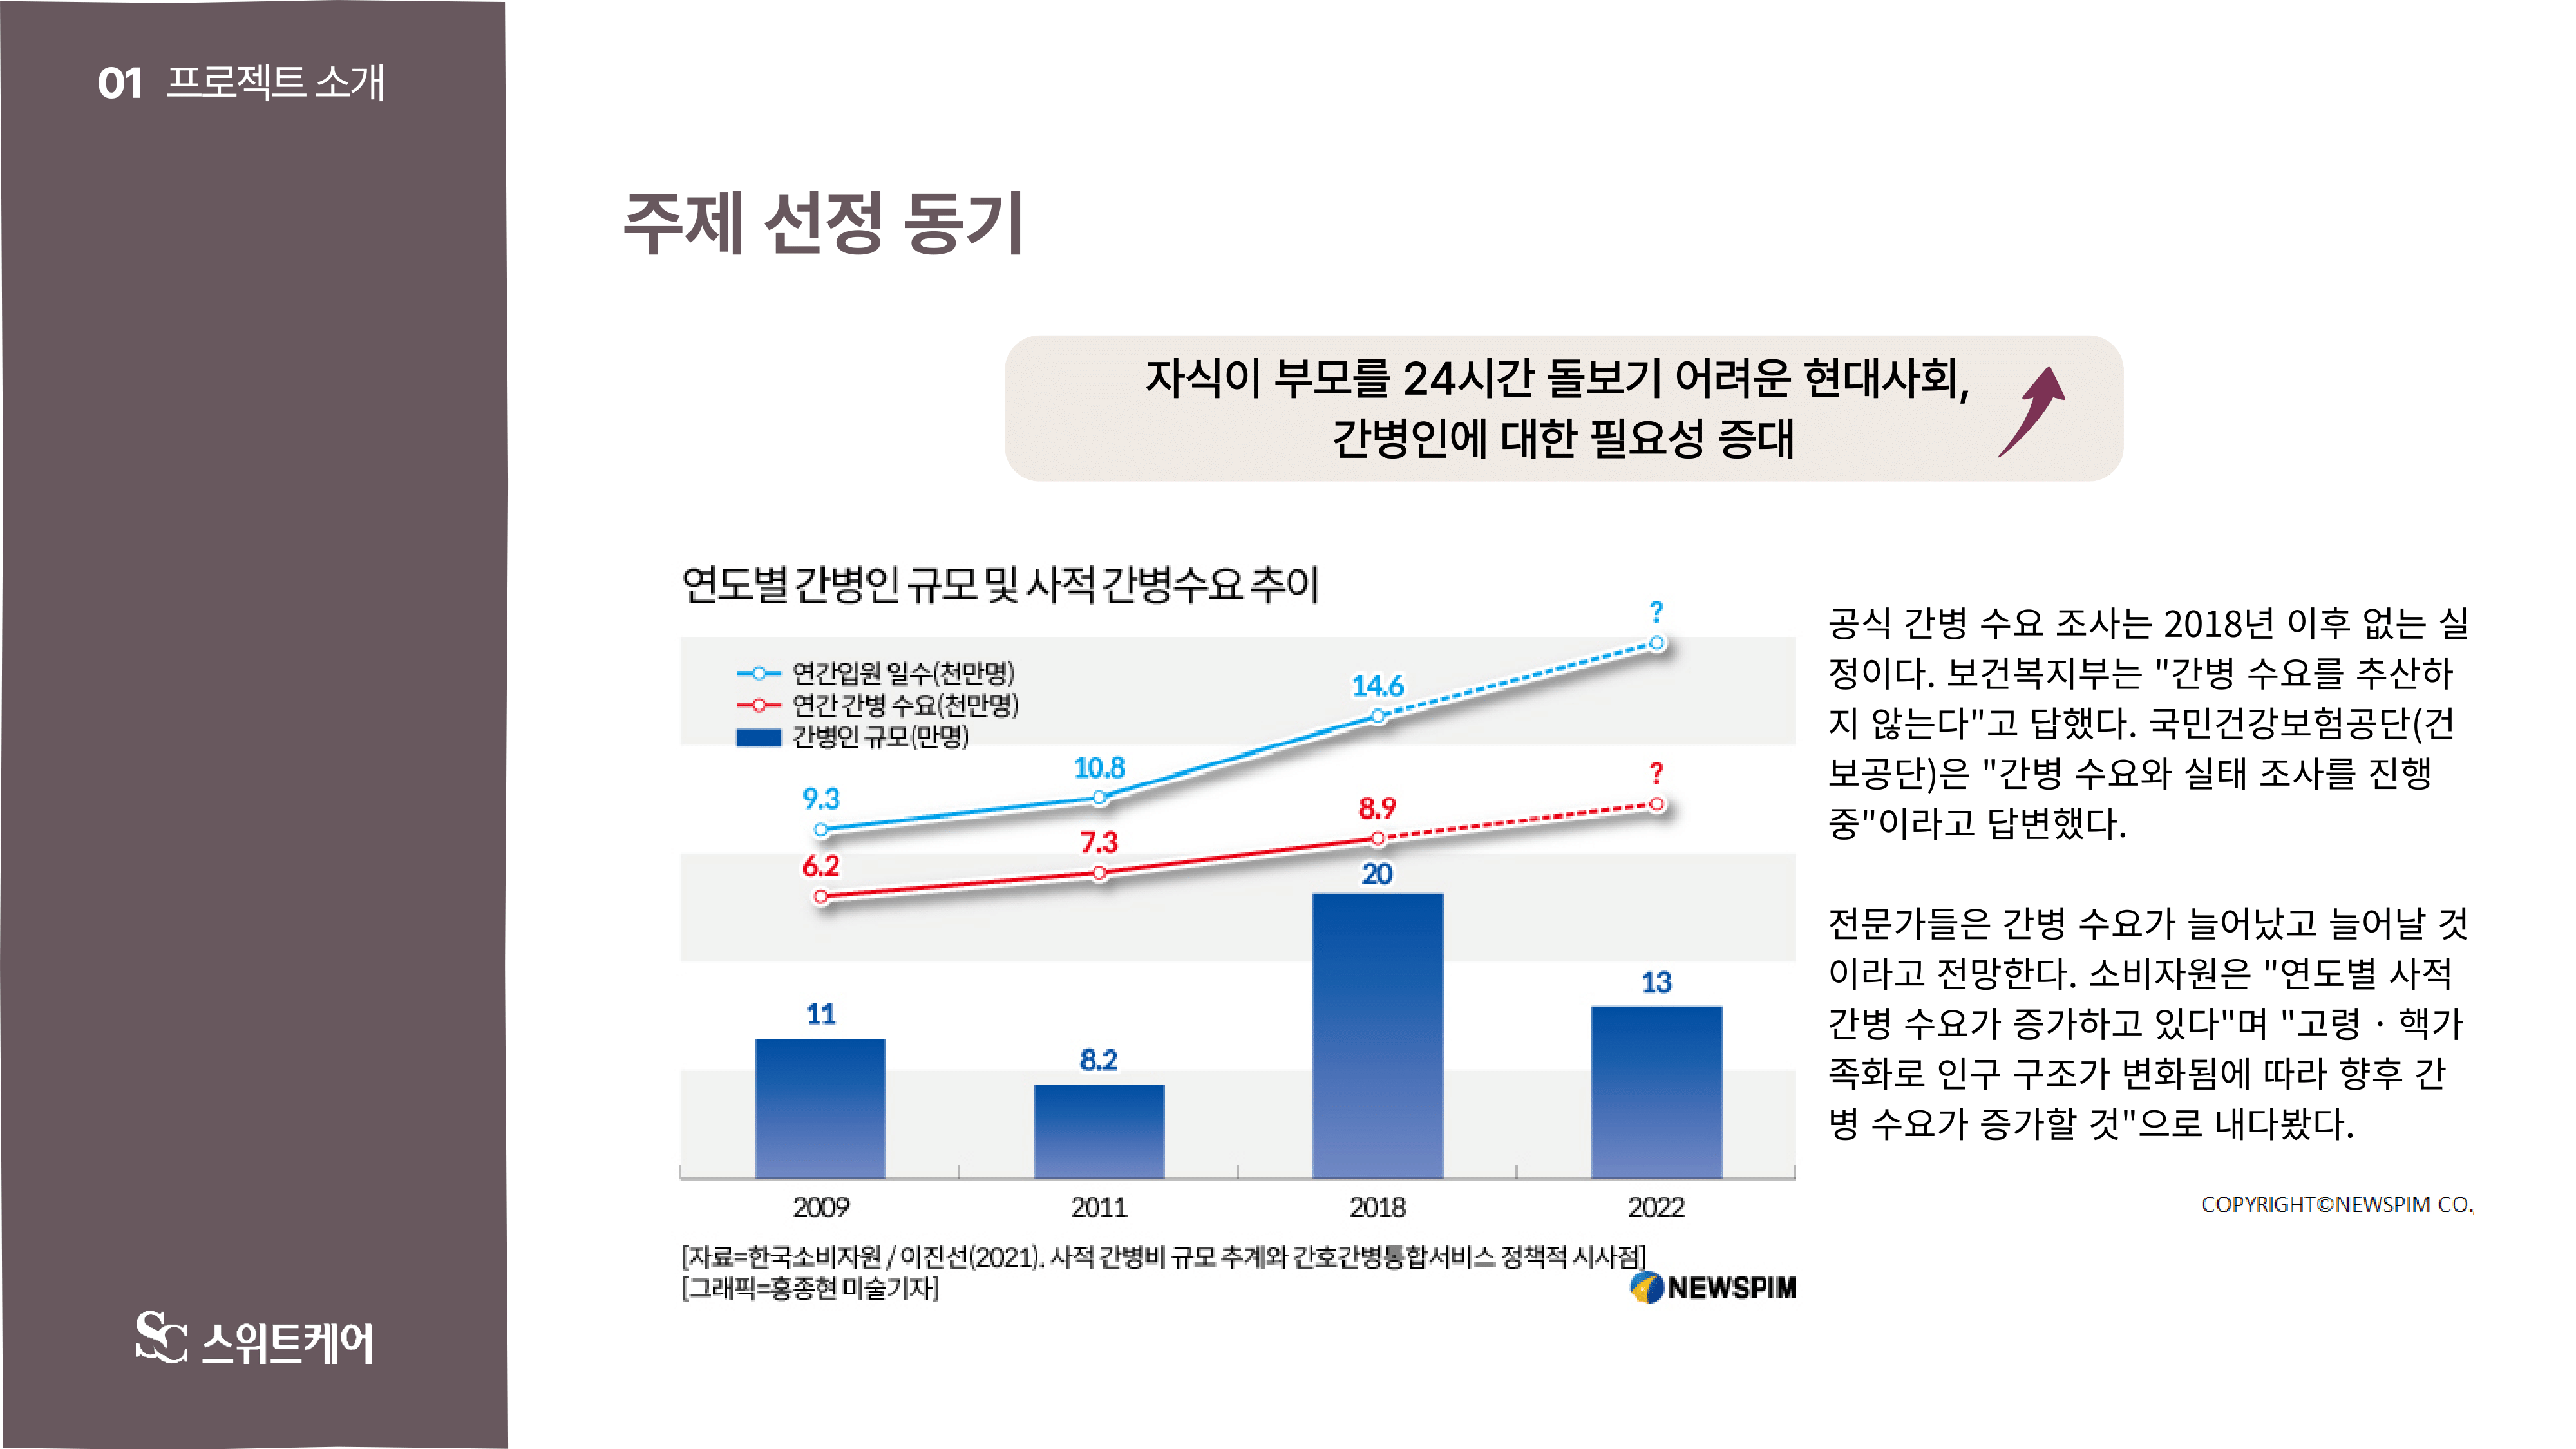 01 프로젝트 소개
주제 선정 동기
자식이 부모를 24시간 돌보기 어려운 현대사회,
간병인에 대한 필요성 증대
연도별 간병인 규모 및 사적 간병수요 추이
연간입원 일수(천만명)
연간 간병 수요(천만명)
간병인 규모(만명)
?
14.6
10.8
9.3
?
8.9
7.3
6.2
20
13
11
8.2
2009
2011
2018
2022
[자료=한국소비자원 / 이진선(2021). 사적 간병비 규모 추계와 간호간병통합서비스 정책적 시사점]
[그래픽=홍종현 미술기자]
NEWSPIM
공식 간병 수요 조사는 2018년 이후 없는 실
정이다. 보건복지부는 "간병 수요를 추산하
지 않는다"고 답했다. 국민건강보험공단(건
보공단)은 "간병 수요와 실태 조사를 진행
중"이라고 답변했다.
전문가들은 간병 수요가 늘어났고 늘어날 것
이라고 전망한다. 소비자원은 "연도별 사적
간병 수요가 증가하고 있다"며 "고령 · 핵가
족화로 인구 구조가 변화됨에 따라 향후 간
병 수요가 증가할 것"으로 내다봤다.
COPYRIGHT©NEWSPIM CO.
SC 스위트케어